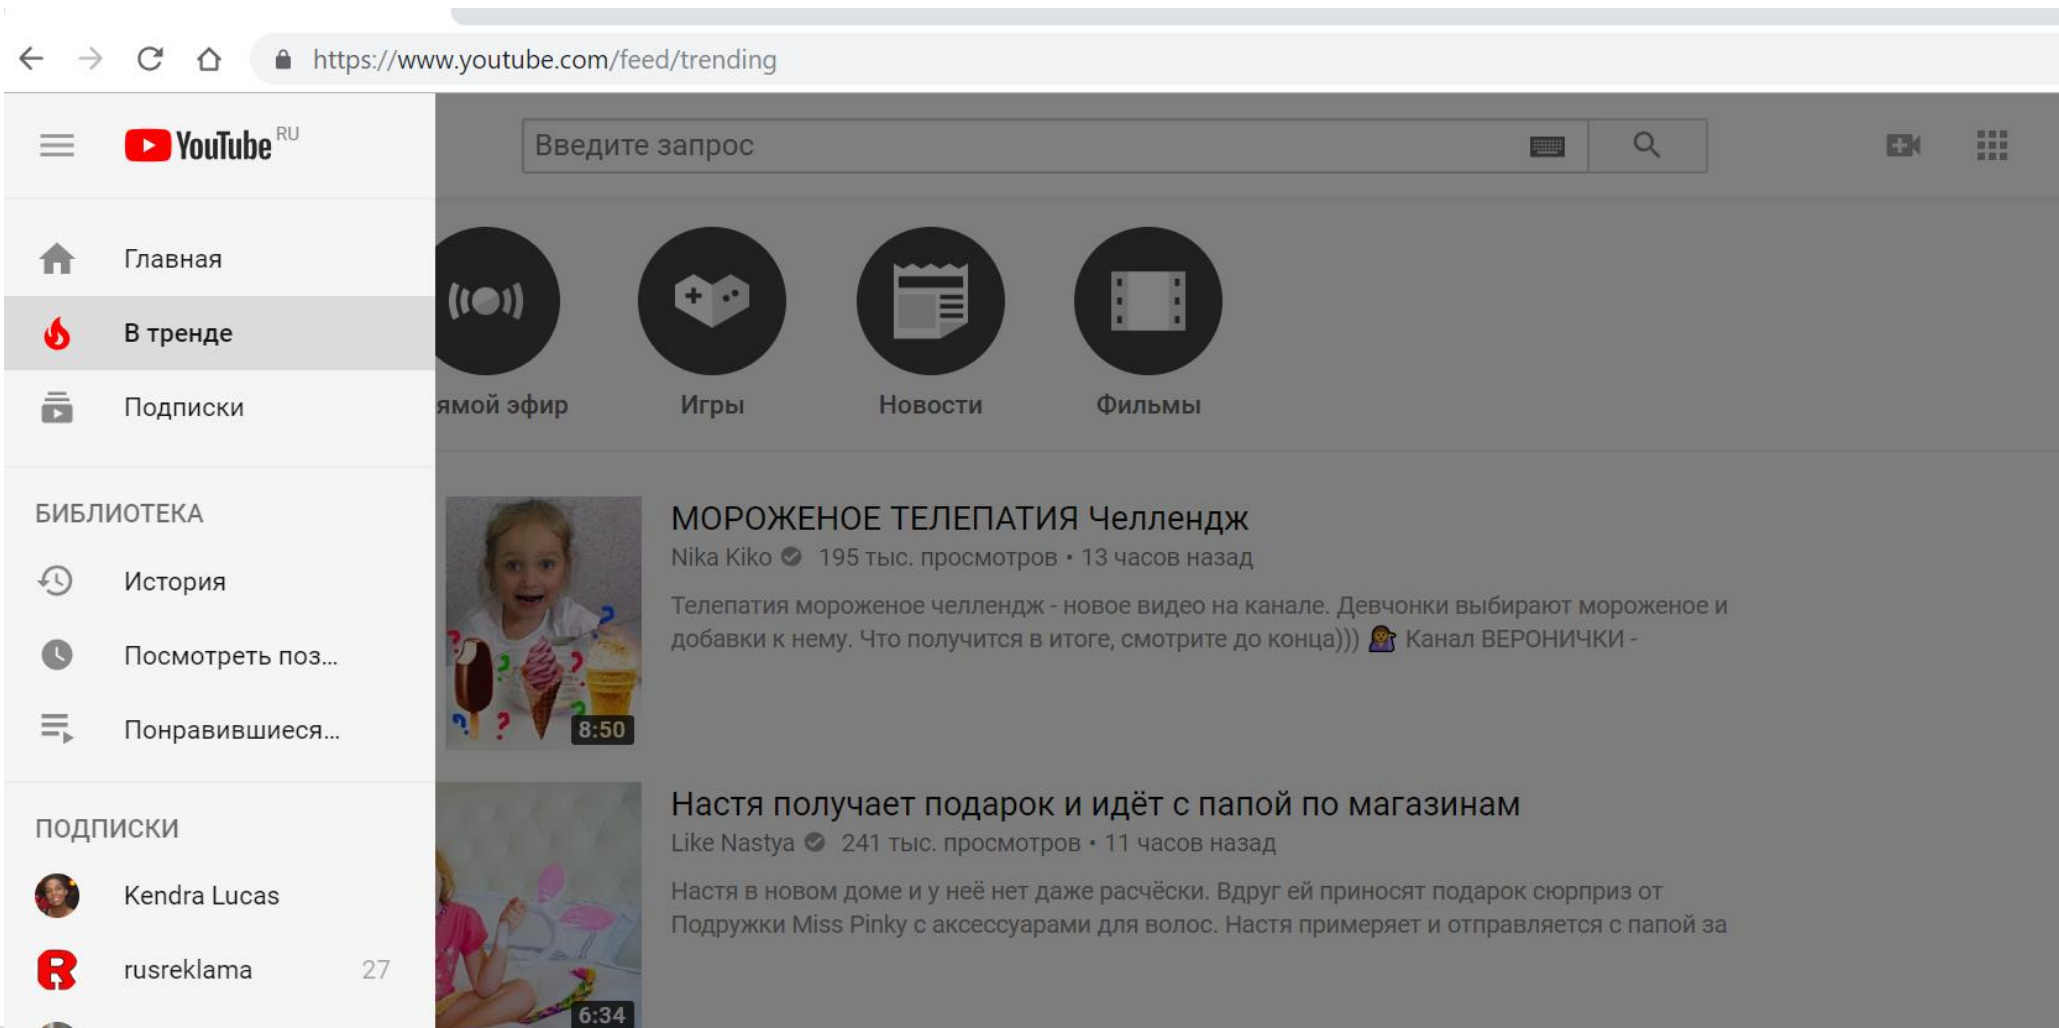 https://www.youtube.com/feed/trending
YouTube RU
Введите запрос
Главная
В тренде
Подписки
БИБЛИОТЕКА
История
Посмотреть поз...
Понравившиеся...
ПОДПИСКИ
Kendra Lucas
rusreklama 27
ямой эфир
Игры
Новости
Фильмы
МОРОЖЕНОЕ ТЕЛЕПАТИЯ Челлендж
Nika Kiko 195 тыс. просмотров • 13 часов назад
Телепатия мороженое челлендж - новое видео на канале. Девчонки выбирают мороженое и
добавки к нему. Что получится в итоге, смотрите до конца))) 💁 Канал ВЕРОНИЧКИ -
8:50
Настя получает подарок и идёт с папой по магазинам
Like Nastya 241 тыс. просмотров • 11 часов назад
Настя в новом доме и у неё нет даже расчёски. Вдруг ей приносят подарок сюрприз от
Подружки Miss Pinky с аксессуарами для волос. Настя примеряет и отправляется с папой за
6:34